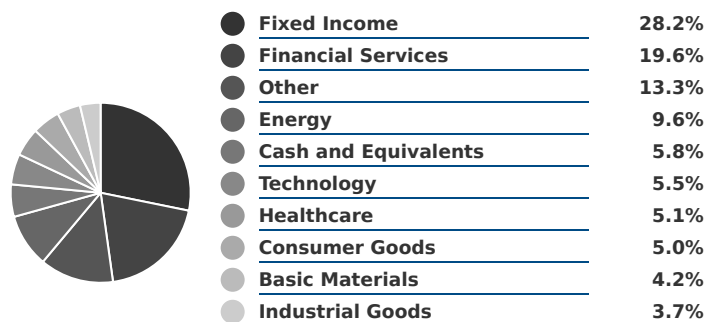 Fixed Income 28.2%
Financial Services 19.6%
Other 13.3%
Energy 9.6%
Cash and Equivalents 5.8%
Technology 5.5%
Healthcare 5.1%
Consumer Goods 5.0%
Basic Materials 4.2%
Industrial Goods 3.7%